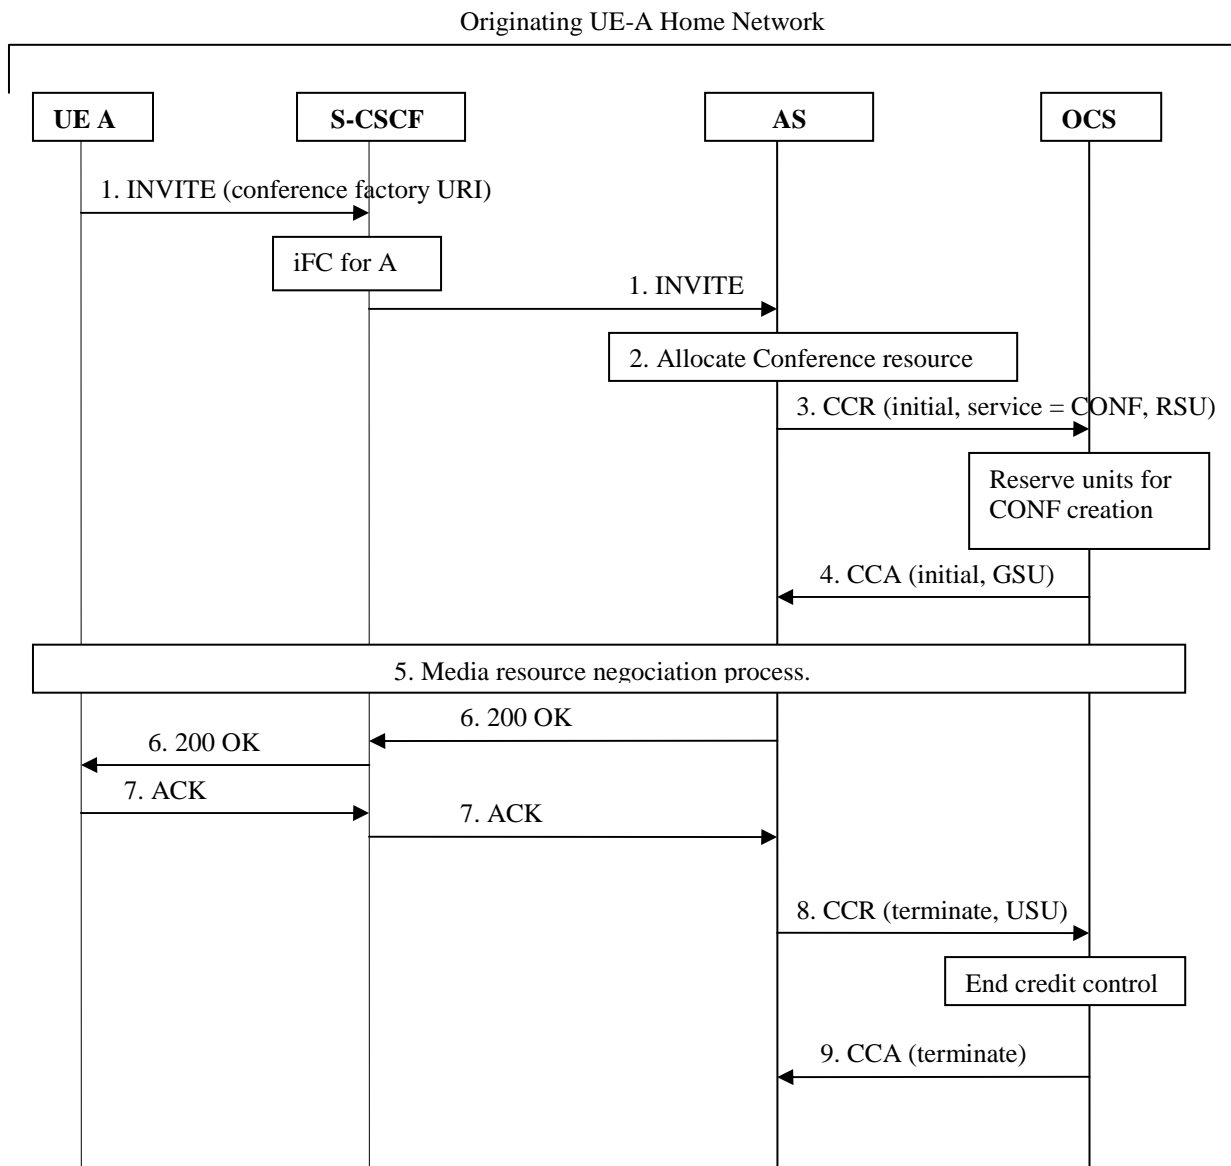 Originating UE-A Home Network
UE A
S-CSCF
AS
OCS
1. INVITE (conference factory URI)
iFC for A
1. INVITE
2. Allocate Conference resource
3. CCR (initial, service = CONF, RSU)
Reserve units for
CONF creation
4. CCA (initial, GSU)
5. Media resource negociation process.
6. 200 OK
6. 200 OK
7. ACK
7. ACK
8. CCR (terminate, USU)
End credit control
9. CCA (terminate)